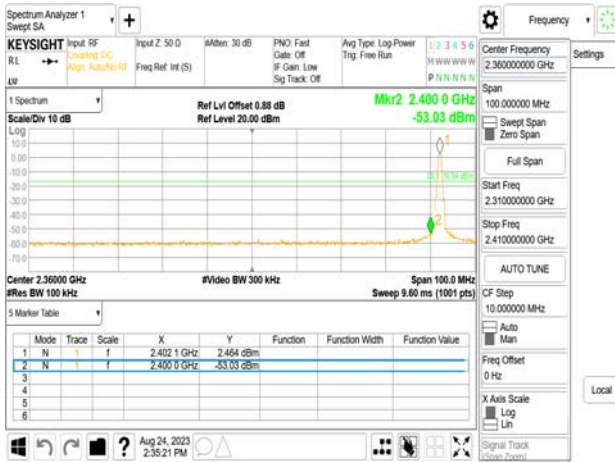 Spectrum Analyzer 1
Swept SA
Frequency
KEYSIGHT
Input: RF
Coupling: DC
Align: Auto/No RF
Input Z: 50 Ω
Freq Ref: Int (S)
#Atten: 30 dB
PNO: Fast
Gate: Off
IF Gain: Low
Sig Track: Off
Avg Type: Log-Power
Trig: Free Run
1 2 3 4 5 6
M W W W W W
P N N N N N
RL
Settings
1 Spectrum
Scale/Div 10 dB
Ref Lvl Offset 0.88 dB
Ref Level 20.00 dBm
Mkr2 2.400 0 GHz
-53.03 dBm
Log
10.0
0.00
-10.0
-20.0
-30.0
-40.0
-50.0
-60.0
-70.0
1
2
Center 2.36000 GHz
#Video BW 300 kHz
Span 100.0 MHz
#Res BW 100 kHz
Sweep 9.60 ms (1001 pts)
5 Marker Table
Mode Trace Scale X Y Function Function Width Function Value
1 N 1 f 2.402 1 GHz 2.464 dBm
2 N 1 f 2.400 0 GHz -53.03 dBm
3
4
5
6
Aug 24, 2023
2:35:21 PM
Center Frequency
2.360000000 GHz
Span
100.000000 MHz
Swept Span
Zero Span
Full Span
Start Freq
2.310000000 GHz
Stop Freq
2.410000000 GHz
AUTO TUNE
CF Step
10.000000 MHz
Auto
Man
Freq Offset
0 Hz
X Axis Scale
Log
Lin
Signal Track
(Span Zoom)
Local